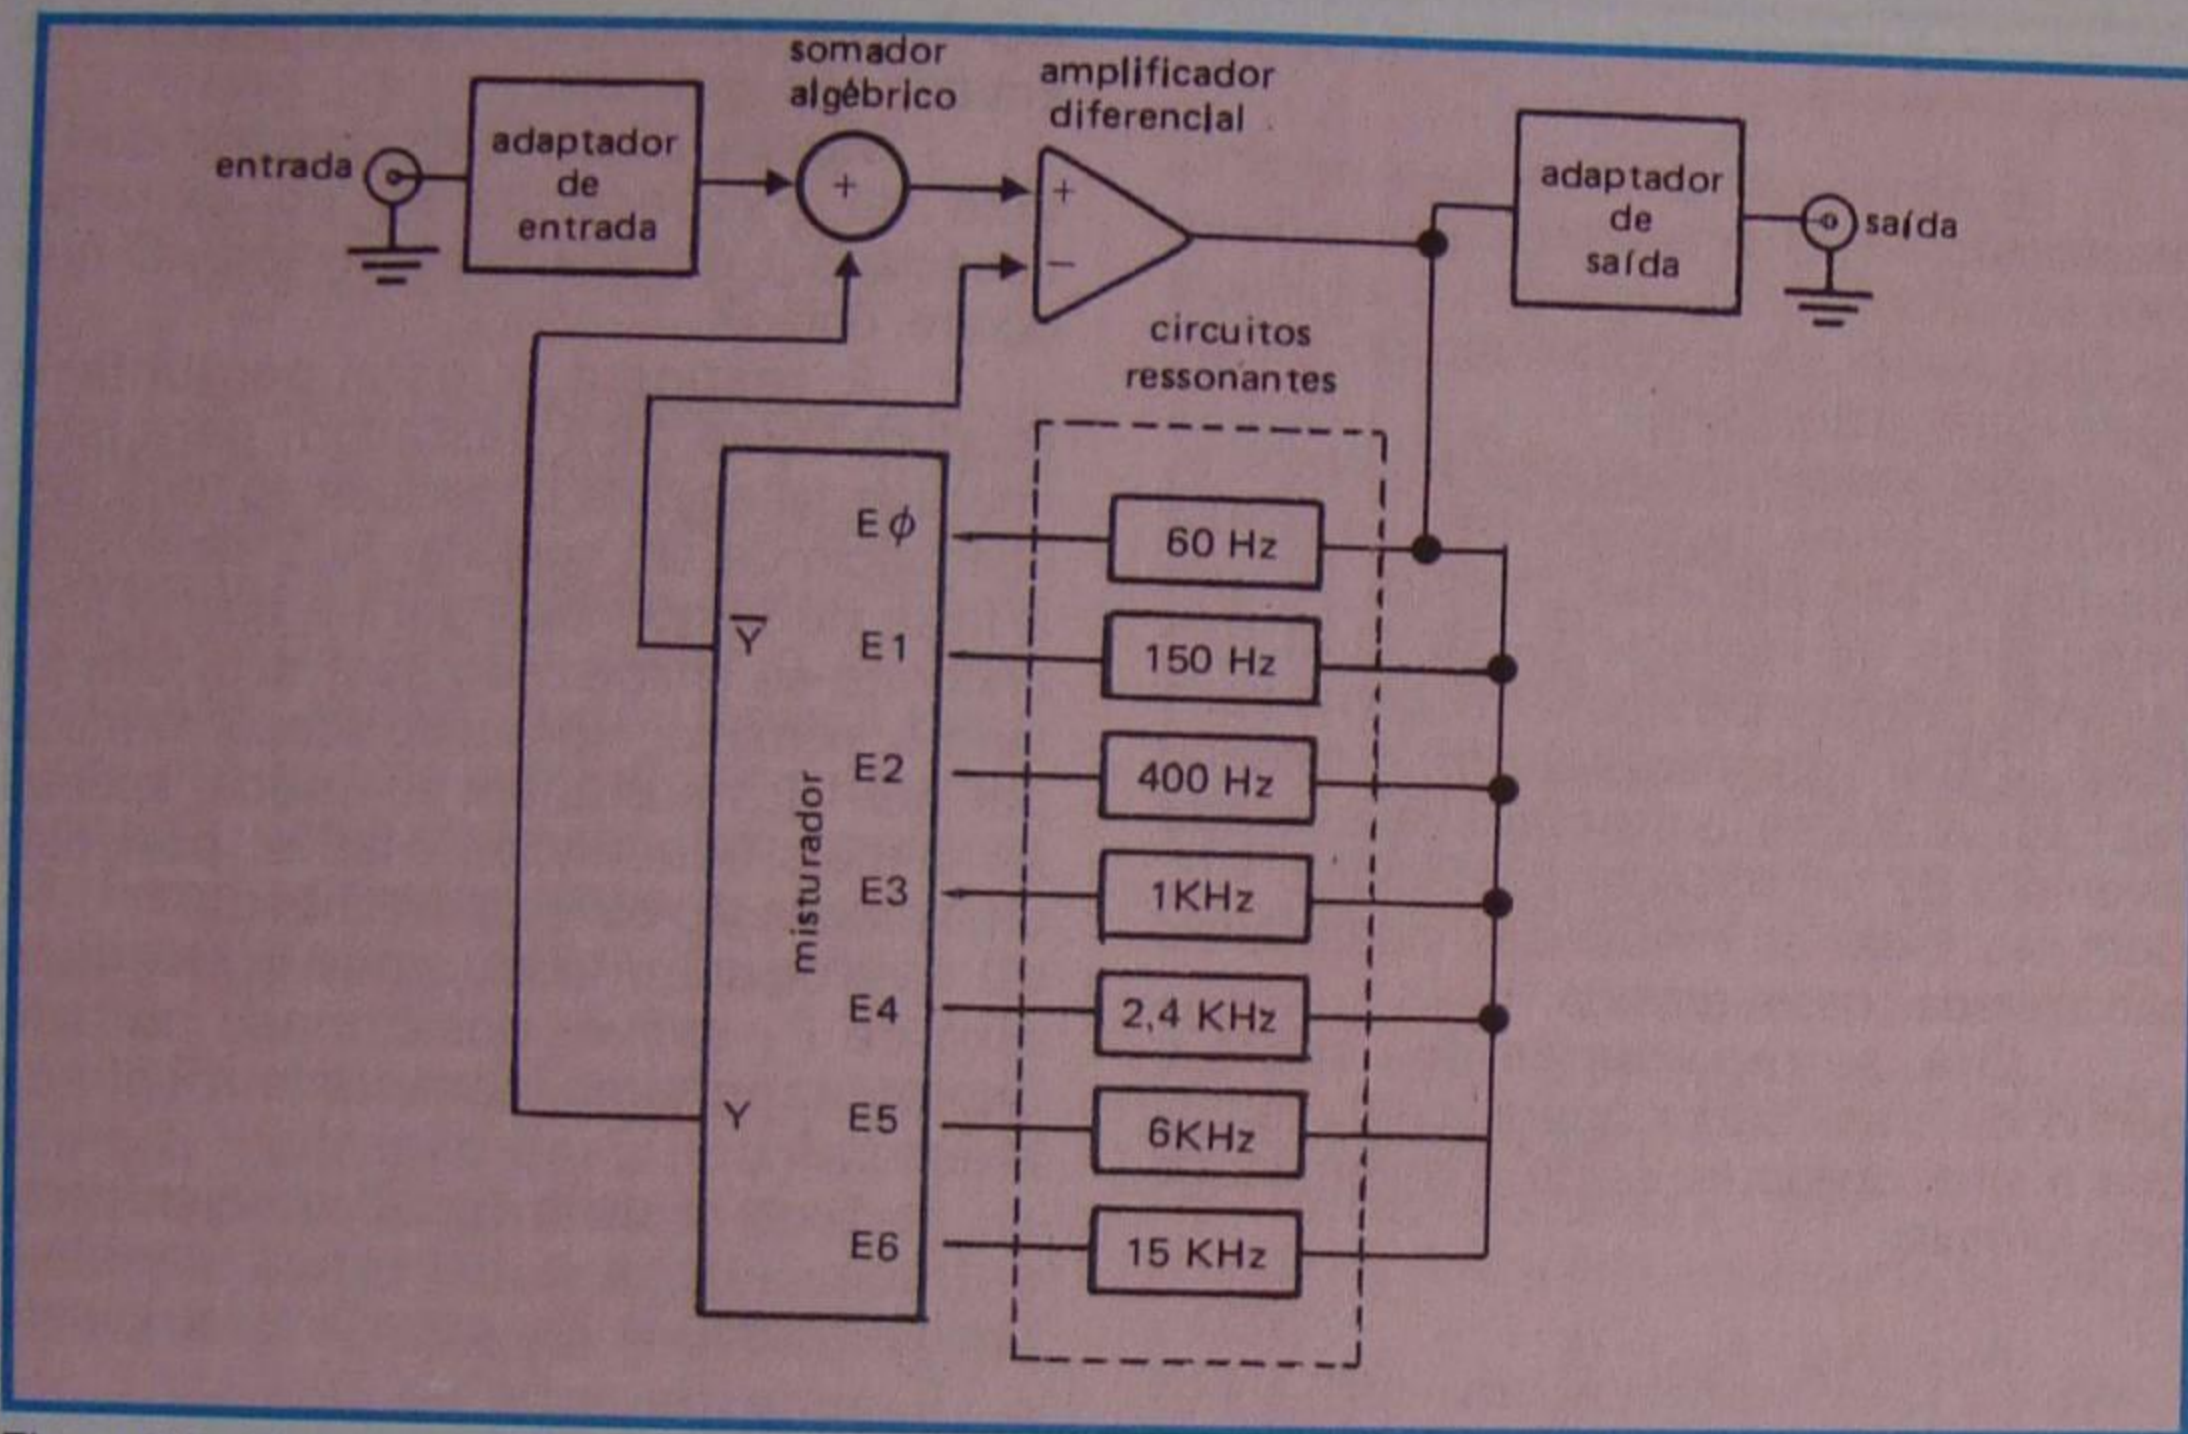 somador
algébrico
amplificador
diferencial
entrada
adaptador
de
entrada
+
+
−
adaptador
de
saída
saída
circuitos
ressonantes
Eϕ
60 Hz
Y̅
E1
150 Hz
E2
400 Hz
misturador
E3
1KHz
E4
2,4 KHz
Y
E5
6KHz
E6
15 KHz